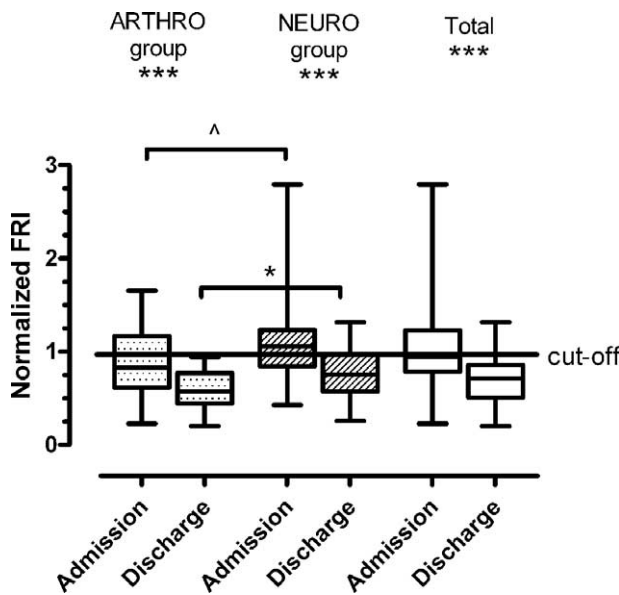 ARTHRO
group
***
NEURO
group
***
Total
***
^
*
Normalized FRI
3
2
1
0
cut-off
Admission
Discharge
Admission
Discharge
Admission
Discharge